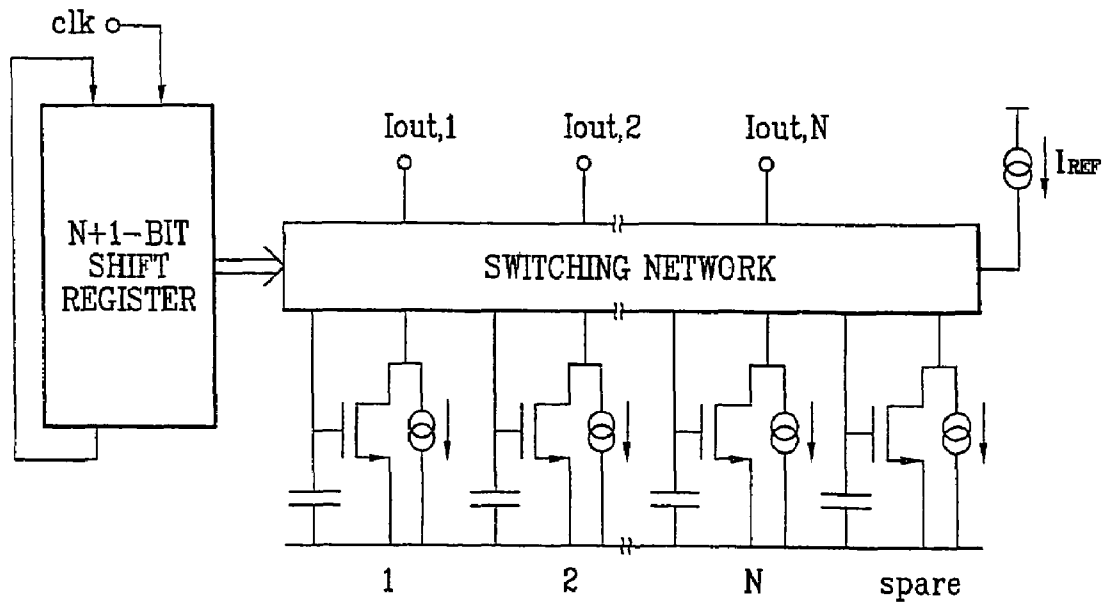 clk
Iout,1
Iout,2
Iout,N
IREF
N+1-BIT
SHIFT
REGISTER
SWITCHING NETWORK
1
2
N
spare